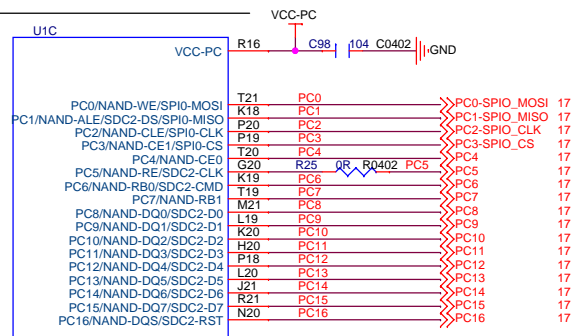 VCC-PC
U1C
VCC-PC R16 C98 104 C0402 GND
PC0/NAND-WE/SPI0-MOSI T21 PC0 PC0-SPIO_MOSI 17
PC1/NAND-ALE/SDC2-DS/SPI0-MISO K18 PC1 PC1-SPIO_MISO 17
PC2/NAND-CLE/SPI0-CLK P20 PC2 PC2-SPIO_CLK 17
PC3/NAND-CE1/SPI0-CS P19 PC3 PC3-SPIO_CS 17
PC4/NAND-CE0 T20 PC4 PC4 17
PC5/NAND-RE/SDC2-CLK G20 R25 0R R0402 PC5 PC5 17
PC6/NAND-RB0/SDC2-CMD K19 PC6 PC6 17
PC7/NAND-RB1 T19 PC7 PC7 17
PC8/NAND-DQ0/SDC2-D0 M21 PC8 PC8 17
PC9/NAND-DQ1/SDC2-D1 L19 PC9 PC9 17
PC10/NAND-DQ2/SDC2-D2 K20 PC10 PC10 17
PC11/NAND-DQ3/SDC2-D3 H20 PC11 PC11 17
PC12/NAND-DQ4/SDC2-D4 P18 PC12 PC12 17
PC13/NAND-DQ5/SDC2-D5 L20 PC13 PC13 17
PC14/NAND-DQ6/SDC2-D6 J21 PC14 PC14 17
PC15/NAND-DQ7/SDC2-D7 R21 PC15 PC15 17
PC16/NAND-DQS/SDC2-RST N20 PC16 PC16 17